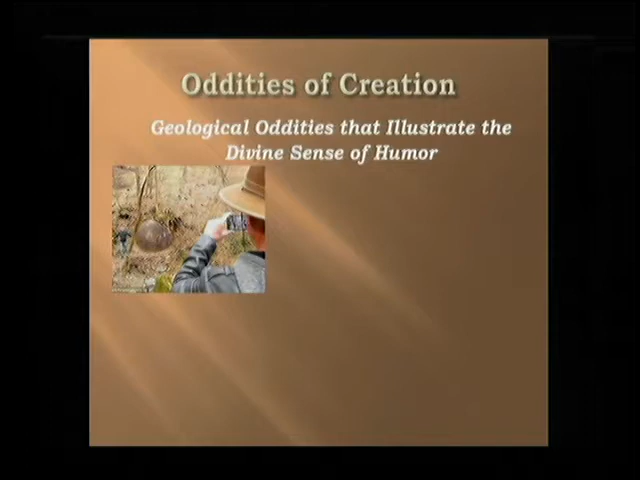 Oddities of Creation
Geological Oddities that Illustrate the
Divine Sense of Humor